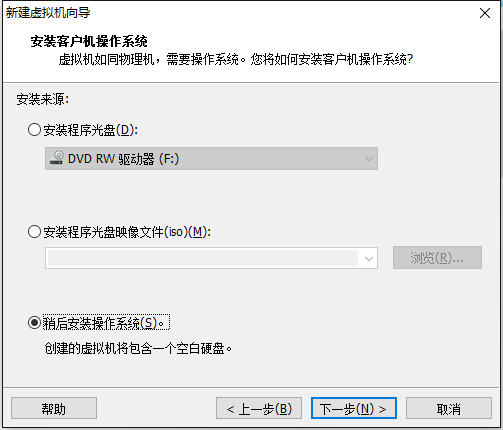 新建虚拟机向导
安装客户机操作系统
虚拟机如同物理机，需要操作系统。您将如何安装客户机操作系统?
安装来源:
安装程序光盘(D):
DVD RW 驱动器 (F:)
安装程序光盘映像文件(iso)(M):
浏览(R)...
稍后安装操作系统(S)。
创建的虚拟机将包含一个空白硬盘。
帮助
< 上一步(B)
下一步(N) >
取消